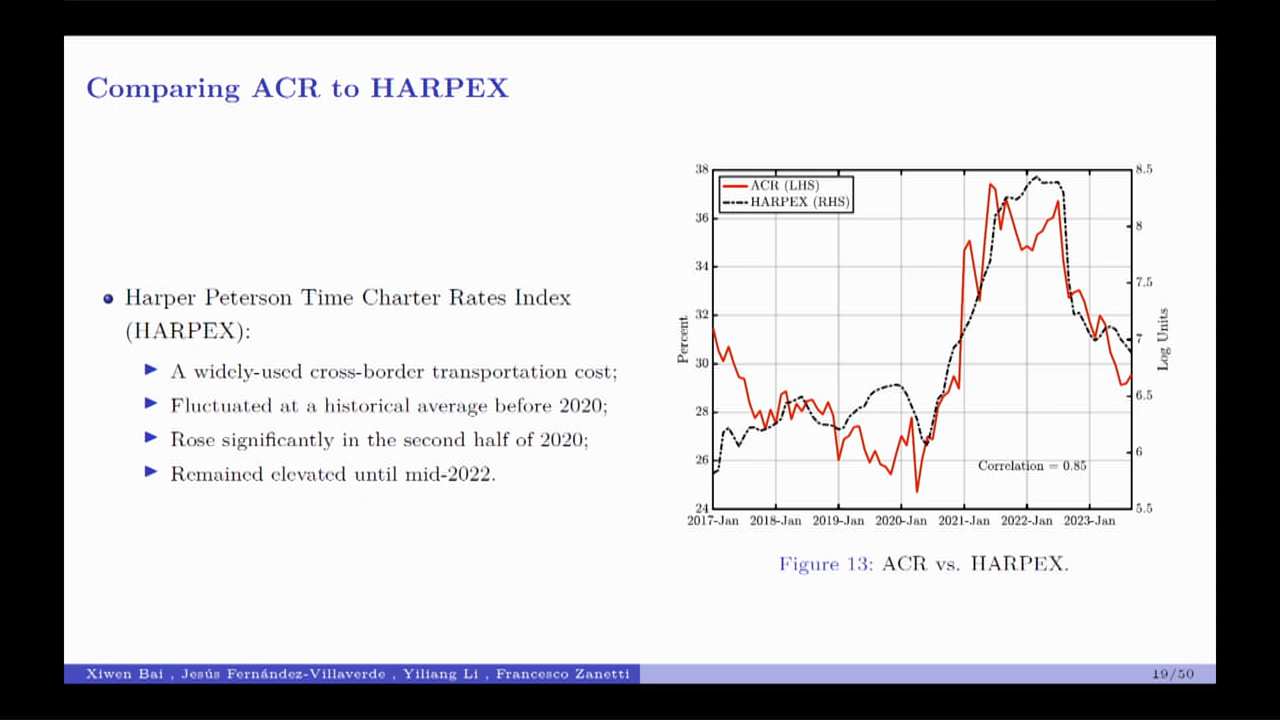 Comparing ACR to HARPEX
Harper Peterson Time Charter Rates Index
(HARPEX):
A widely-used cross-border transportation cost;
Fluctuated at a historical average before 2020;
Rose significantly in the second half of 2020;
Remained elevated until mid-2022.
ACR (LHS)
HARPEX (RHS)
38
36
34
32
30
28
26
24
Percent
8.5
8
7.5
7
6.5
6
5.5
Log Units
Correlation = 0.85
2017-Jan 2018-Jan 2019-Jan 2020-Jan 2021-Jan 2022-Jan 2023-Jan
Figure 13: ACR vs. HARPEX.
Xiwen Bai , Jesús Fernández-Villaverde , Yiliang Li , Francesco Zanetti
19/50